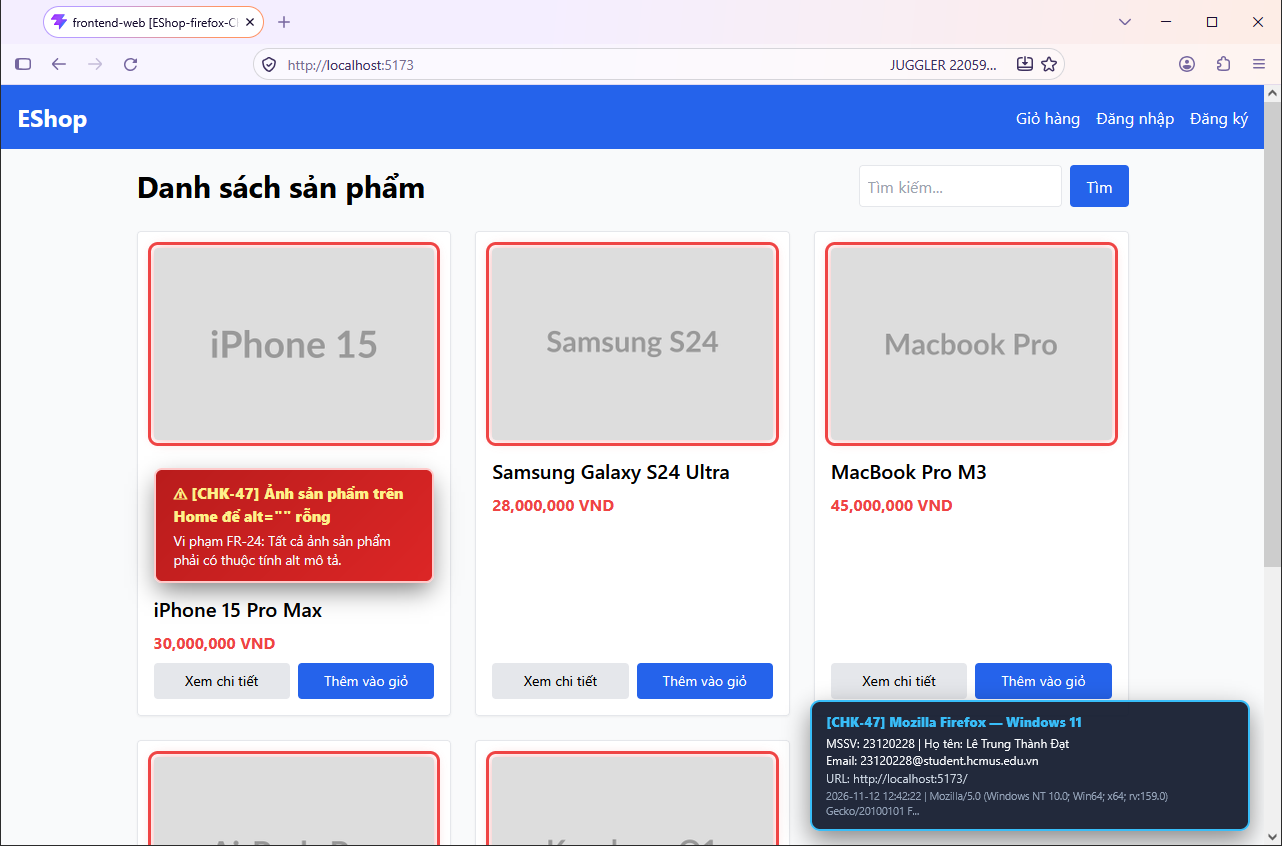 frontend-web [EShop-firefox-C
http://localhost:5173
JUGGLER 22059...
EShop
Giỏ hàng
Đăng nhập
Đăng ký
Danh sách sản phẩm
Tìm kiếm...
Tìm
iPhone 15
Samsung S24
Macbook Pro
⚠ [CHK-47] Ảnh sản phẩm trên
Home để alt="" rỗng
Vi phạm FR-24: Tất cả ảnh sản phẩm
phải có thuộc tính alt mô tả.
iPhone 15 Pro Max
30,000,000 VND
Xem chi tiết
Thêm vào giỏ
Samsung Galaxy S24 Ultra
28,000,000 VND
Xem chi tiết
Thêm vào giỏ
MacBook Pro M3
45,000,000 VND
Xem chi tiết
Thêm vào giỏ
[CHK-47] Mozilla Firefox — Windows 11
MSSV: 23120228 | Họ tên: Lê Trung Thành Đạt
Email: 23120228@student.hcmus.edu.vn
URL: http://localhost:5173/
2026-11-12 12:42:22 | Mozilla/5.0 (Windows NT 10.0; Win64; x64; rv:159.0)
Gecko/20100101 F...